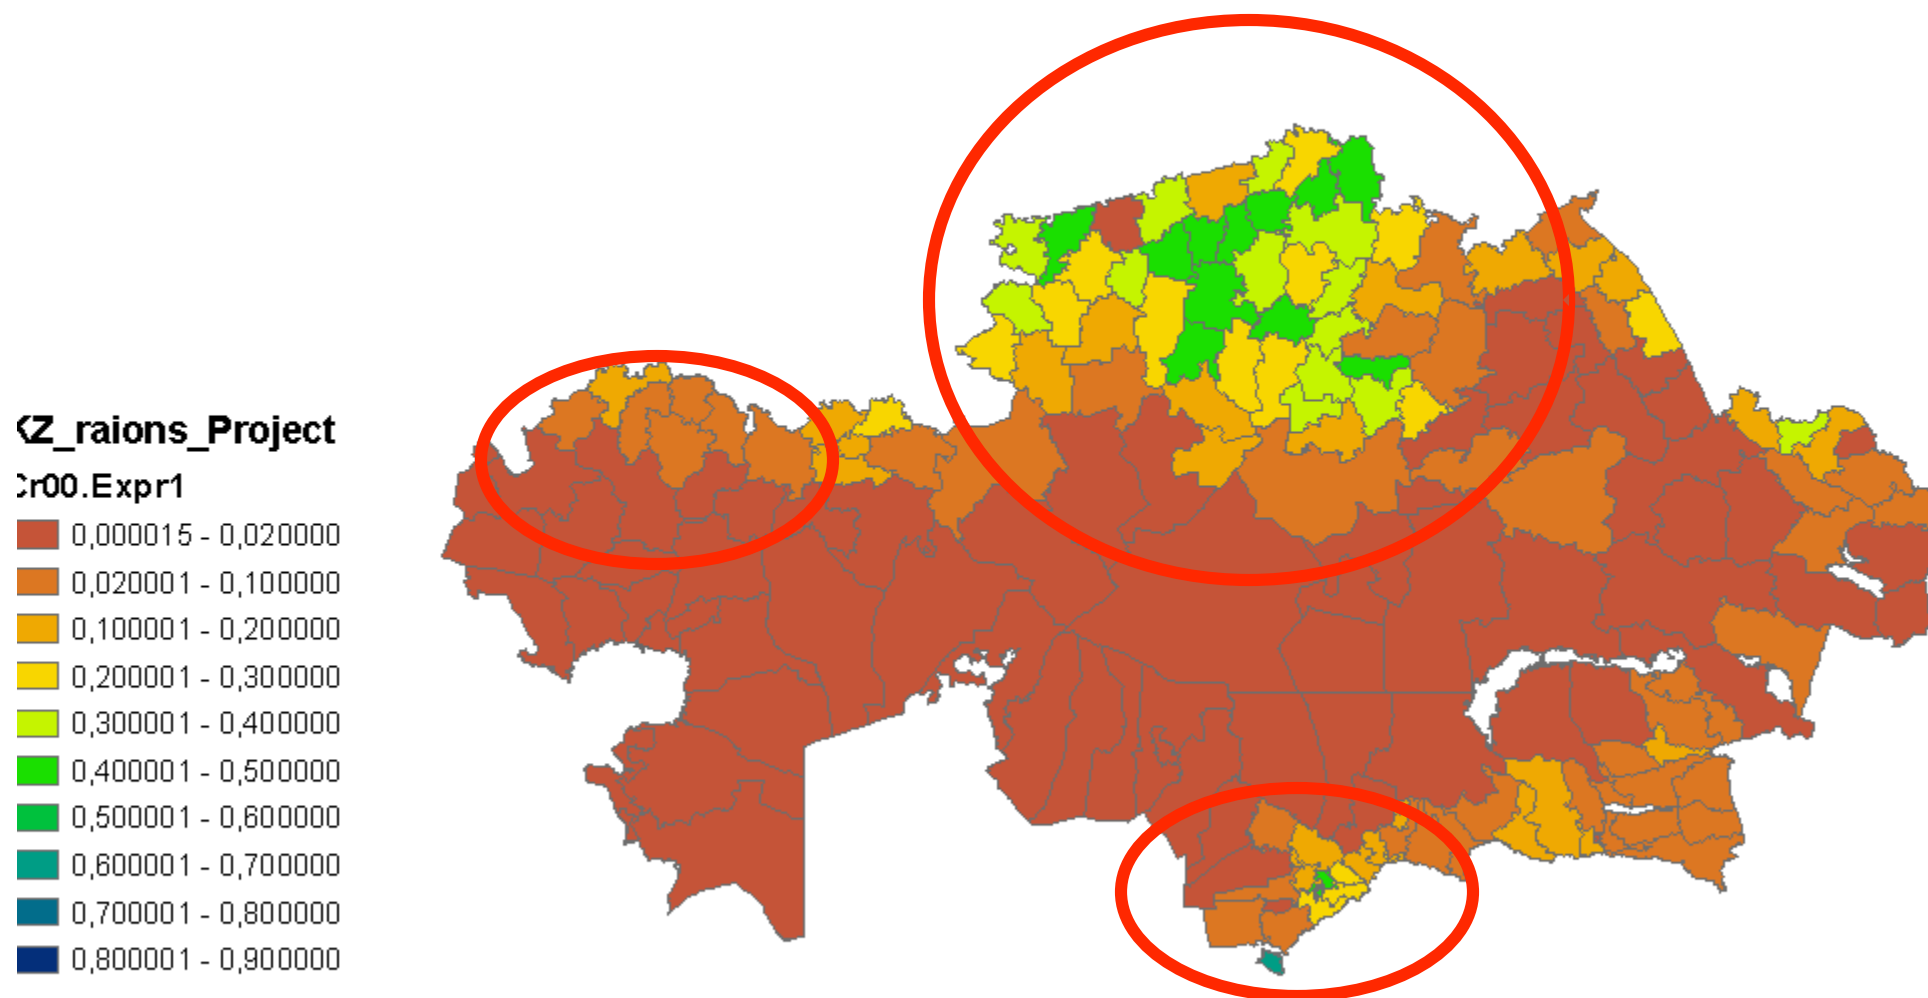 KZ_raions_Project
Cr00.Expr1
0,000015 - 0,020000
0,020001 - 0,100000
0,100001 - 0,200000
0,200001 - 0,300000
0,300001 - 0,400000
0,400001 - 0,500000
0,500001 - 0,600000
0,600001 - 0,700000
0,700001 - 0,800000
0,800001 - 0,900000